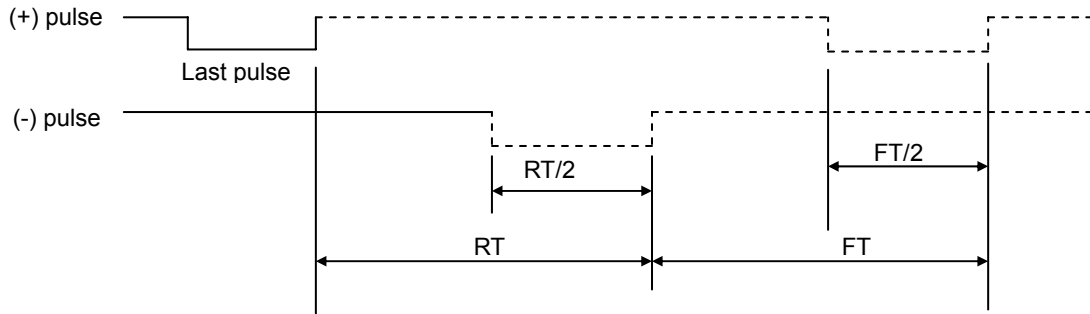 (+) pulse
Last pulse
(-) pulse
RT/2
FT/2
RT
FT